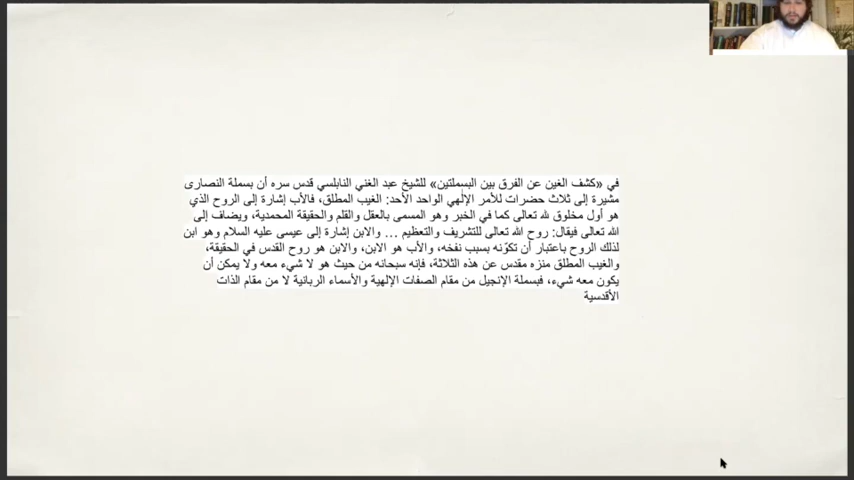 في «كشف الغين عن الفرق بين البسملتين» للشيخ عبد الغني النابلسي قدس سره أن بسملة النصارى
مشيرة إلى ثلاث حضرات للأمر الإلٰهي الواحد الأحد: الغيب المطلق، فالأب إشارة إلى الروح الذي
هو أول مخلوق لله تعالى كما في الخبر وهو المسمى بالعقل والقلم والحقيقة المحمدية، ويضاف إلى
الله تعالى فيقال: روح الله تعالى للتشريف والتعظيم ... والابن إشارة إلى عيسى عليه السلام وهو ابن
لذلك الروح باعتبار أن تكوّنه بسبب نفخه، والأب هو الابن، والابن هو روح القدس في الحقيقة،
والغيب المطلق منزه مقدس عن هذه الثلاثة، فإنه سبحانه من حيث هو لا شيء معه ولا يمكن أن
يكون معه شيء، فبسملة الإنجيل من مقام الصفات الإلهية والأسماء الربانية لا من مقام الذات
الأقدسية